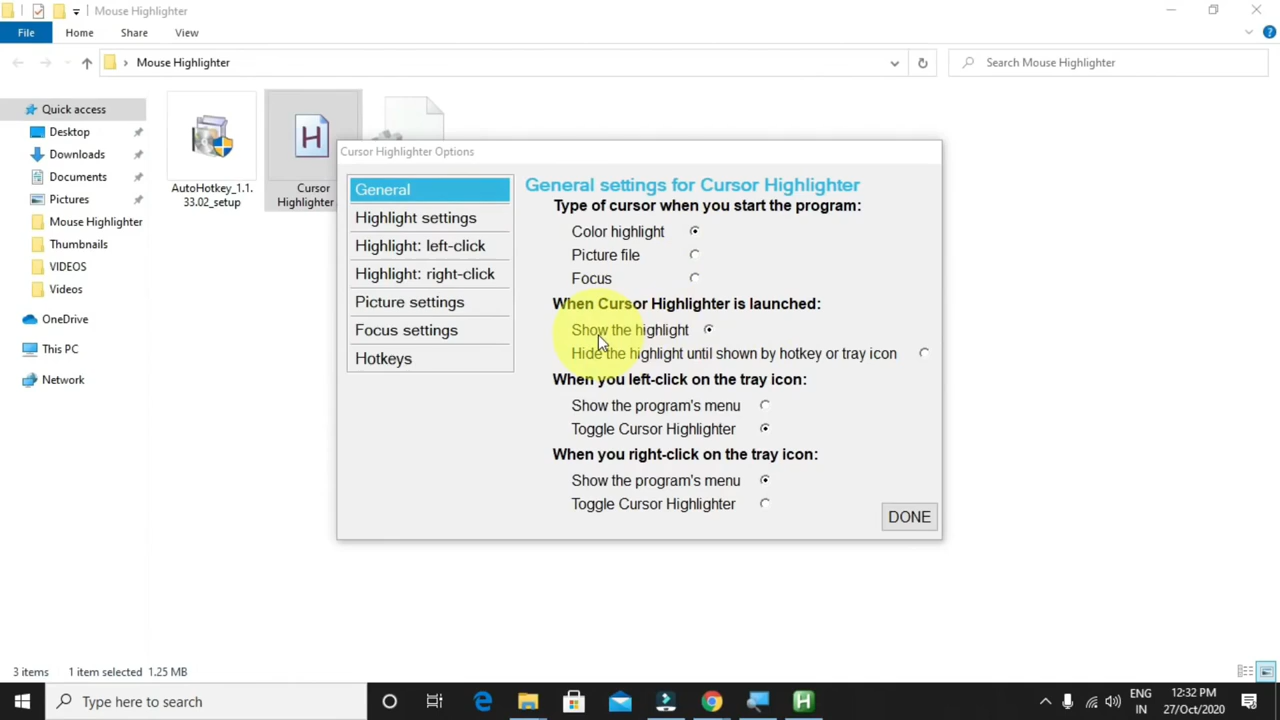 Mouse Highlighter
File
Home
Share
View
Mouse Highlighter
Search Mouse Highlighter
Quick access
Desktop
Downloads
Documents
Pictures
Mouse Highlighter
Thumbnails
VIDEOS
Videos
OneDrive
This PC
Network
AutoHotkey_1.1.
33.02_setup
H
Cursor
Highlighter
Cursor Highlighter Options
General
Highlight settings
Highlight: left-click
Highlight: right-click
Picture settings
Focus settings
Hotkeys
General settings for Cursor Highlighter
Type of cursor when you start the program:
Color highlight
Picture file
Focus
When Cursor Highlighter is launched:
Show the highlight
Hide the highlight until shown by hotkey or tray icon
When you left-click on the tray icon:
Show the program's menu
Toggle Cursor Highlighter
When you right-click on the tray icon:
Show the program's menu
Toggle Cursor Highlighter
DONE
3 items
1 item selected 1.25 MB
Type here to search
H
ENG
IN
12:32 PM
27/Oct/2020